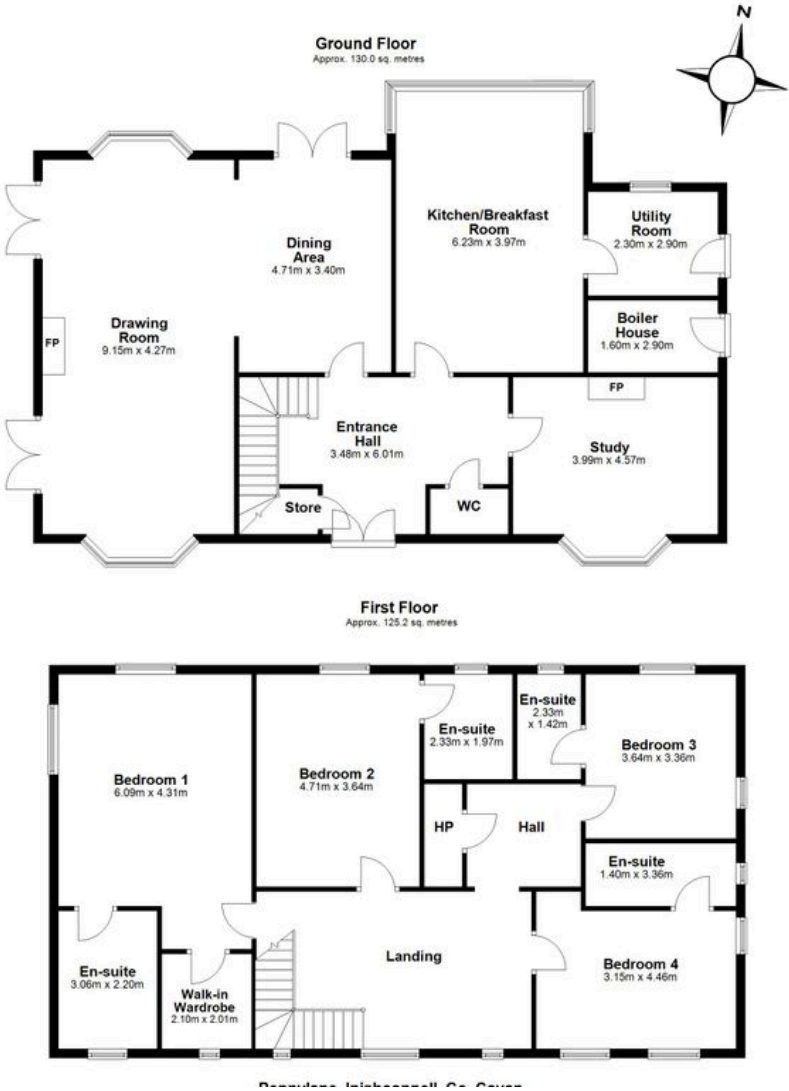 N
Ground Floor
Approx. 130.0 sq. metres
Kitchen/Breakfast
Room
6.23m x 3.97m
Utility
Room
2.30m x 2.90m
Dining
Area
4.71m x 3.40m
Drawing
Room
9.15m x 4.27m
FP
Boiler
House
1.60m x 2.90m
FP
Entrance
Hall
3.48m x 6.01m
Study
3.99m x 4.57m
Store
WC
First Floor
Approx. 125.2 sq. metres
En-suite
2.33m
x 1.42m
En-suite
2.33m x 1.97m
Bedroom 3
3.64m x 3.36m
Bedroom 1
6.09m x 4.31m
Bedroom 2
4.71m x 3.64m
HP
Hall
En-suite
1.40m x 3.36m
Landing
Bedroom 4
3.15m x 4.46m
En-suite
3.06m x 2.20m
Walk-in
Wardrobe
2.10m x 2.01m